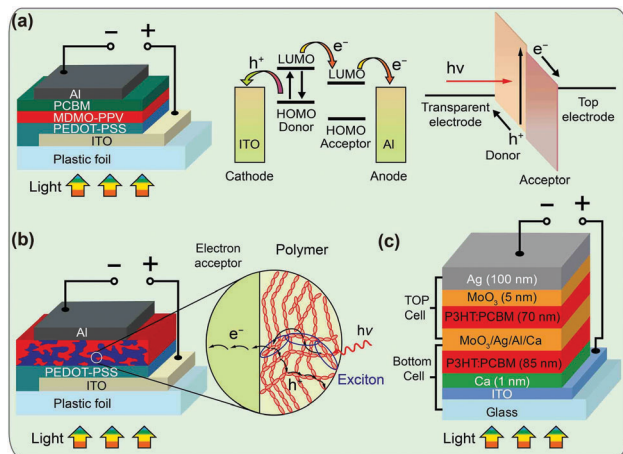 (a)
− +
Al
PCBM
MDMO-PPV
PEDOT-PSS
ITO
Plastic foil
Light
h+ LUMO e−
LUMO e−
HOMO
Donor
HOMO
Acceptor
ITO
Al
Cathode
Anode
hν
e−
Transparent
electrode
Top
electrode
h+
Donor
Acceptor
(b)
− +
Al
PEDOT-PSS
ITO
Plastic foil
Light
Electron
acceptor
Polymer
e−
hν
h
Exciton
(c)
− +
Ag (100 nm)
MoO₃ (5 nm)
P3HT:PCBM (70 nm)
MoO₃/Ag/Al/Ca
P3HT:PCBM (85 nm)
Ca (1 nm)
ITO
Glass
TOP
Cell
Bottom
Cell
Light